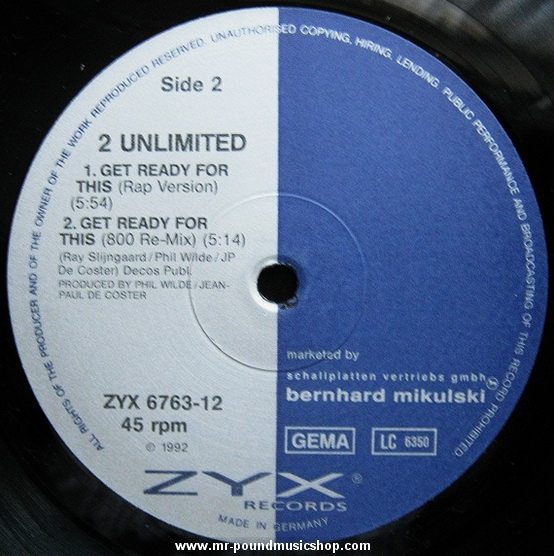 ALL RIGHTS OF THE PRODUCER AND OF THE OWNER OF THE WORK REPRODUCED RESERVED. UNAUTHORISED COPYING, HIRING, LENDING, PUBLIC PERFORMANCE AND BROADCASTING OF THIS RECORD PROHIBITED
Side 2
2 UNLIMITED
1. GET READY FOR
THIS (Rap Version)
(5:54)
2. GET READY FOR
THIS (800 Re-Mix) (5:14)
(Ray Slijngaard/Phil Wilde/JP
De Coster) Decos Publ.
PRODUCED BY PHIL WILDE/JEAN-
PAUL DE COSTER
marketed by
schallplatten vertriebs gmbh
bernhard mikulski
ZYX 6763-12
45 rpm
GEMA
LC 6350
℗ 1992
ZYX®
RECORDS
MADE IN GERMANY
www.mr-poundmusicshop.com